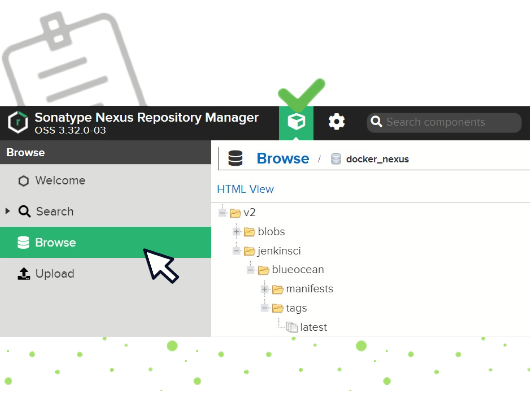 Sonatype Nexus Repository Manager
OSS 3.32.0-03
Search components
Browse
Welcome
Search
Browse
Upload
Browse / docker_nexus
HTML View
v2
blobs
jenkinsci
blueocean
manifests
tags
latest